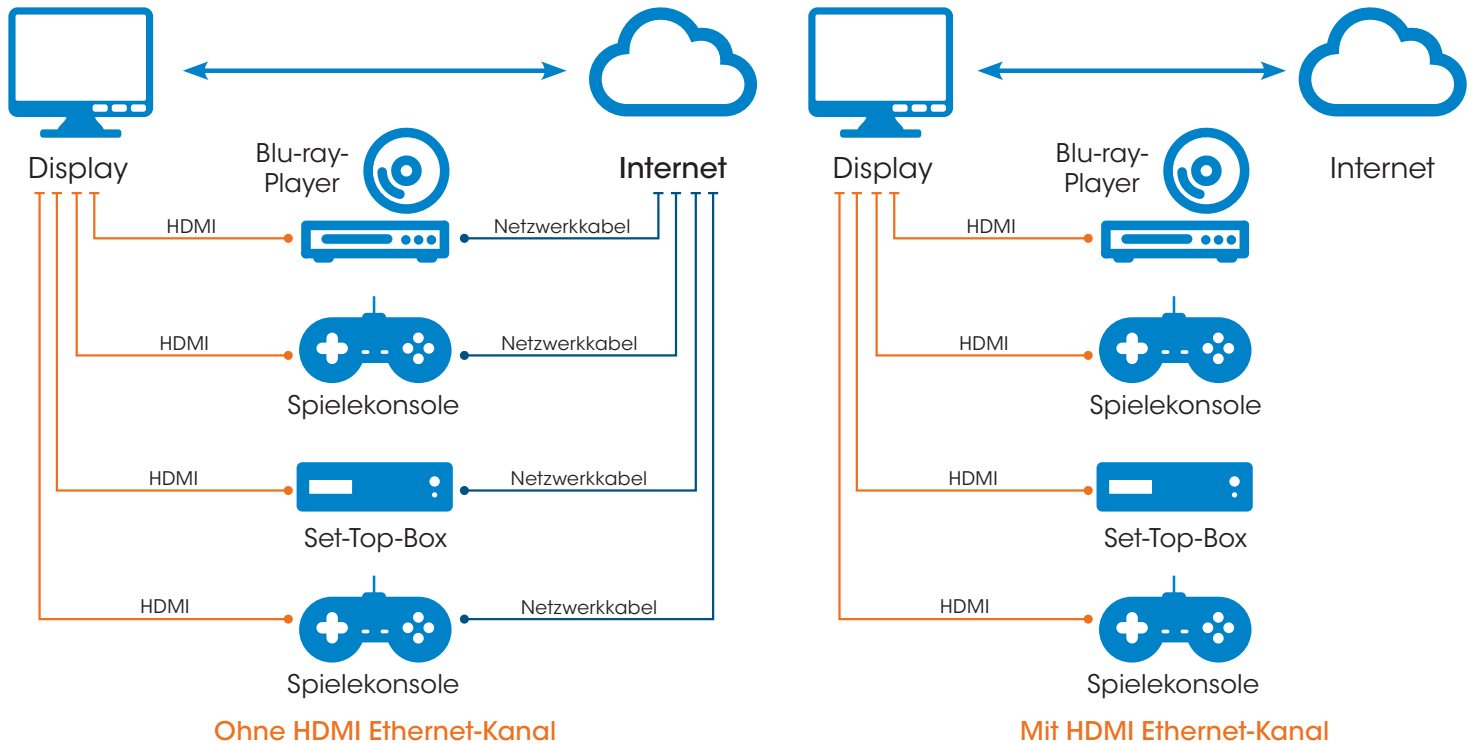 Display
Blu-ray-
Player
Internet
HDMI
Netzwerkkabel
HDMI
Netzwerkkabel
Spielekonsole
HDMI
Netzwerkkabel
Set-Top-Box
HDMI
Netzwerkkabel
Spielekonsole
Ohne HDMI Ethernet-Kanal
Display
Blu-ray-
Player
Internet
HDMI
HDMI
Spielekonsole
HDMI
Set-Top-Box
HDMI
Spielekonsole
Mit HDMI Ethernet-Kanal